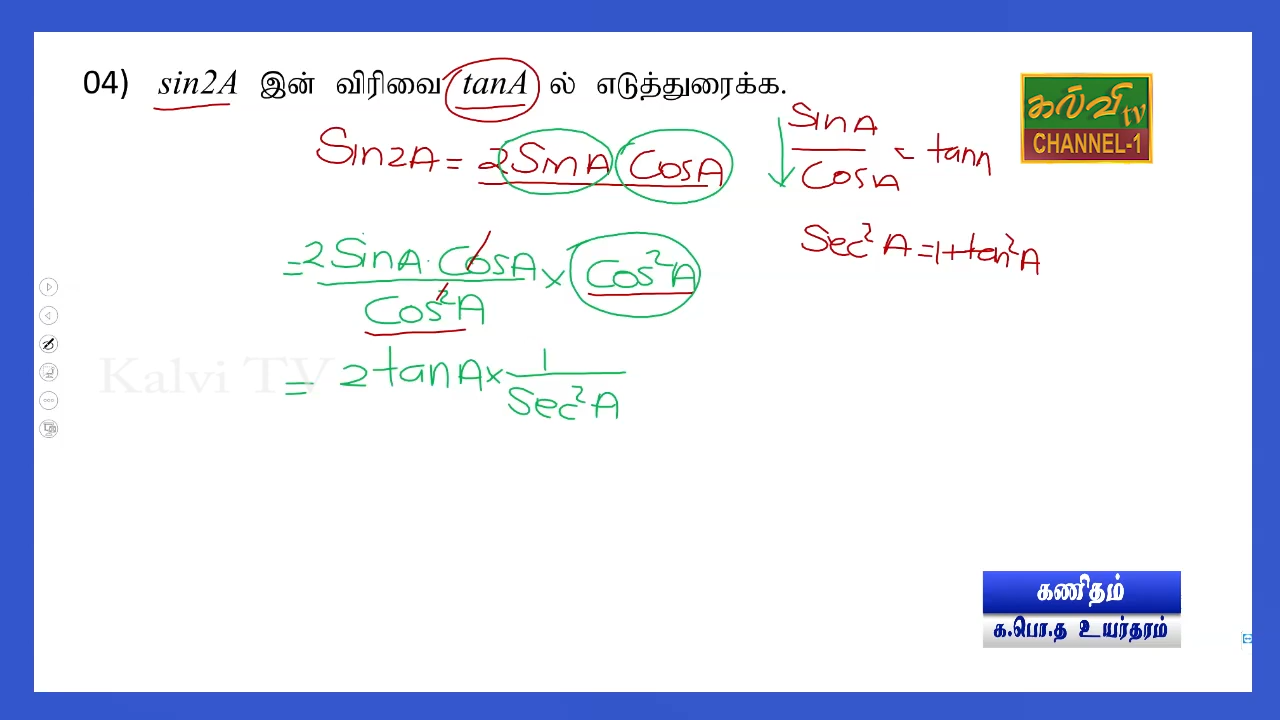 04) sin2A இன் விரிவை tanA ல் எடுத்துரைக்க.
கல்வி tv
CHANNEL-1
Sin2A = 2SinA CosA
SinA / CosA = tanA
Sec²A = 1+tan²A
= 2SinA.CosA / Cos²A × Cos²A
= 2tanA × 1 / Sec²A
Kalvi TV
கணிதம்
க.பொ.த உயர்தரம்